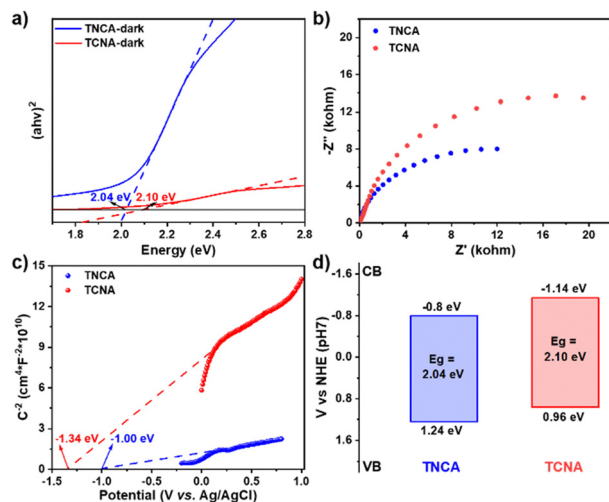 a)
TNCA-dark
TCNA-dark
(ahv)²
2.04 eV
2.10 eV
1.8 2.0 2.2 2.4 2.6 2.8
Energy (eV)
b)
TNCA
TCNA
-Z'' (kohm)
20
16
12
8
4
0
0 4 8 12 16 20
Z' (kohm)
c)
TNCA
TCNA
C⁻² (cm⁴*F⁻²*10¹⁰)
15
12
9
6
3
0
-1.34 eV
-1.00 eV
-1.5 -1.0 -0.5 0.0 0.5 1.0
Potential (V vs. Ag/AgCl)
d)
CB
V vs NHE (pH7)
-1.6
-0.8
0.0
0.8
1.6
-0.8 eV
Eg =
2.04 eV
1.24 eV
-1.14 eV
Eg =
2.10 eV
0.96 eV
VB
TNCA
TCNA